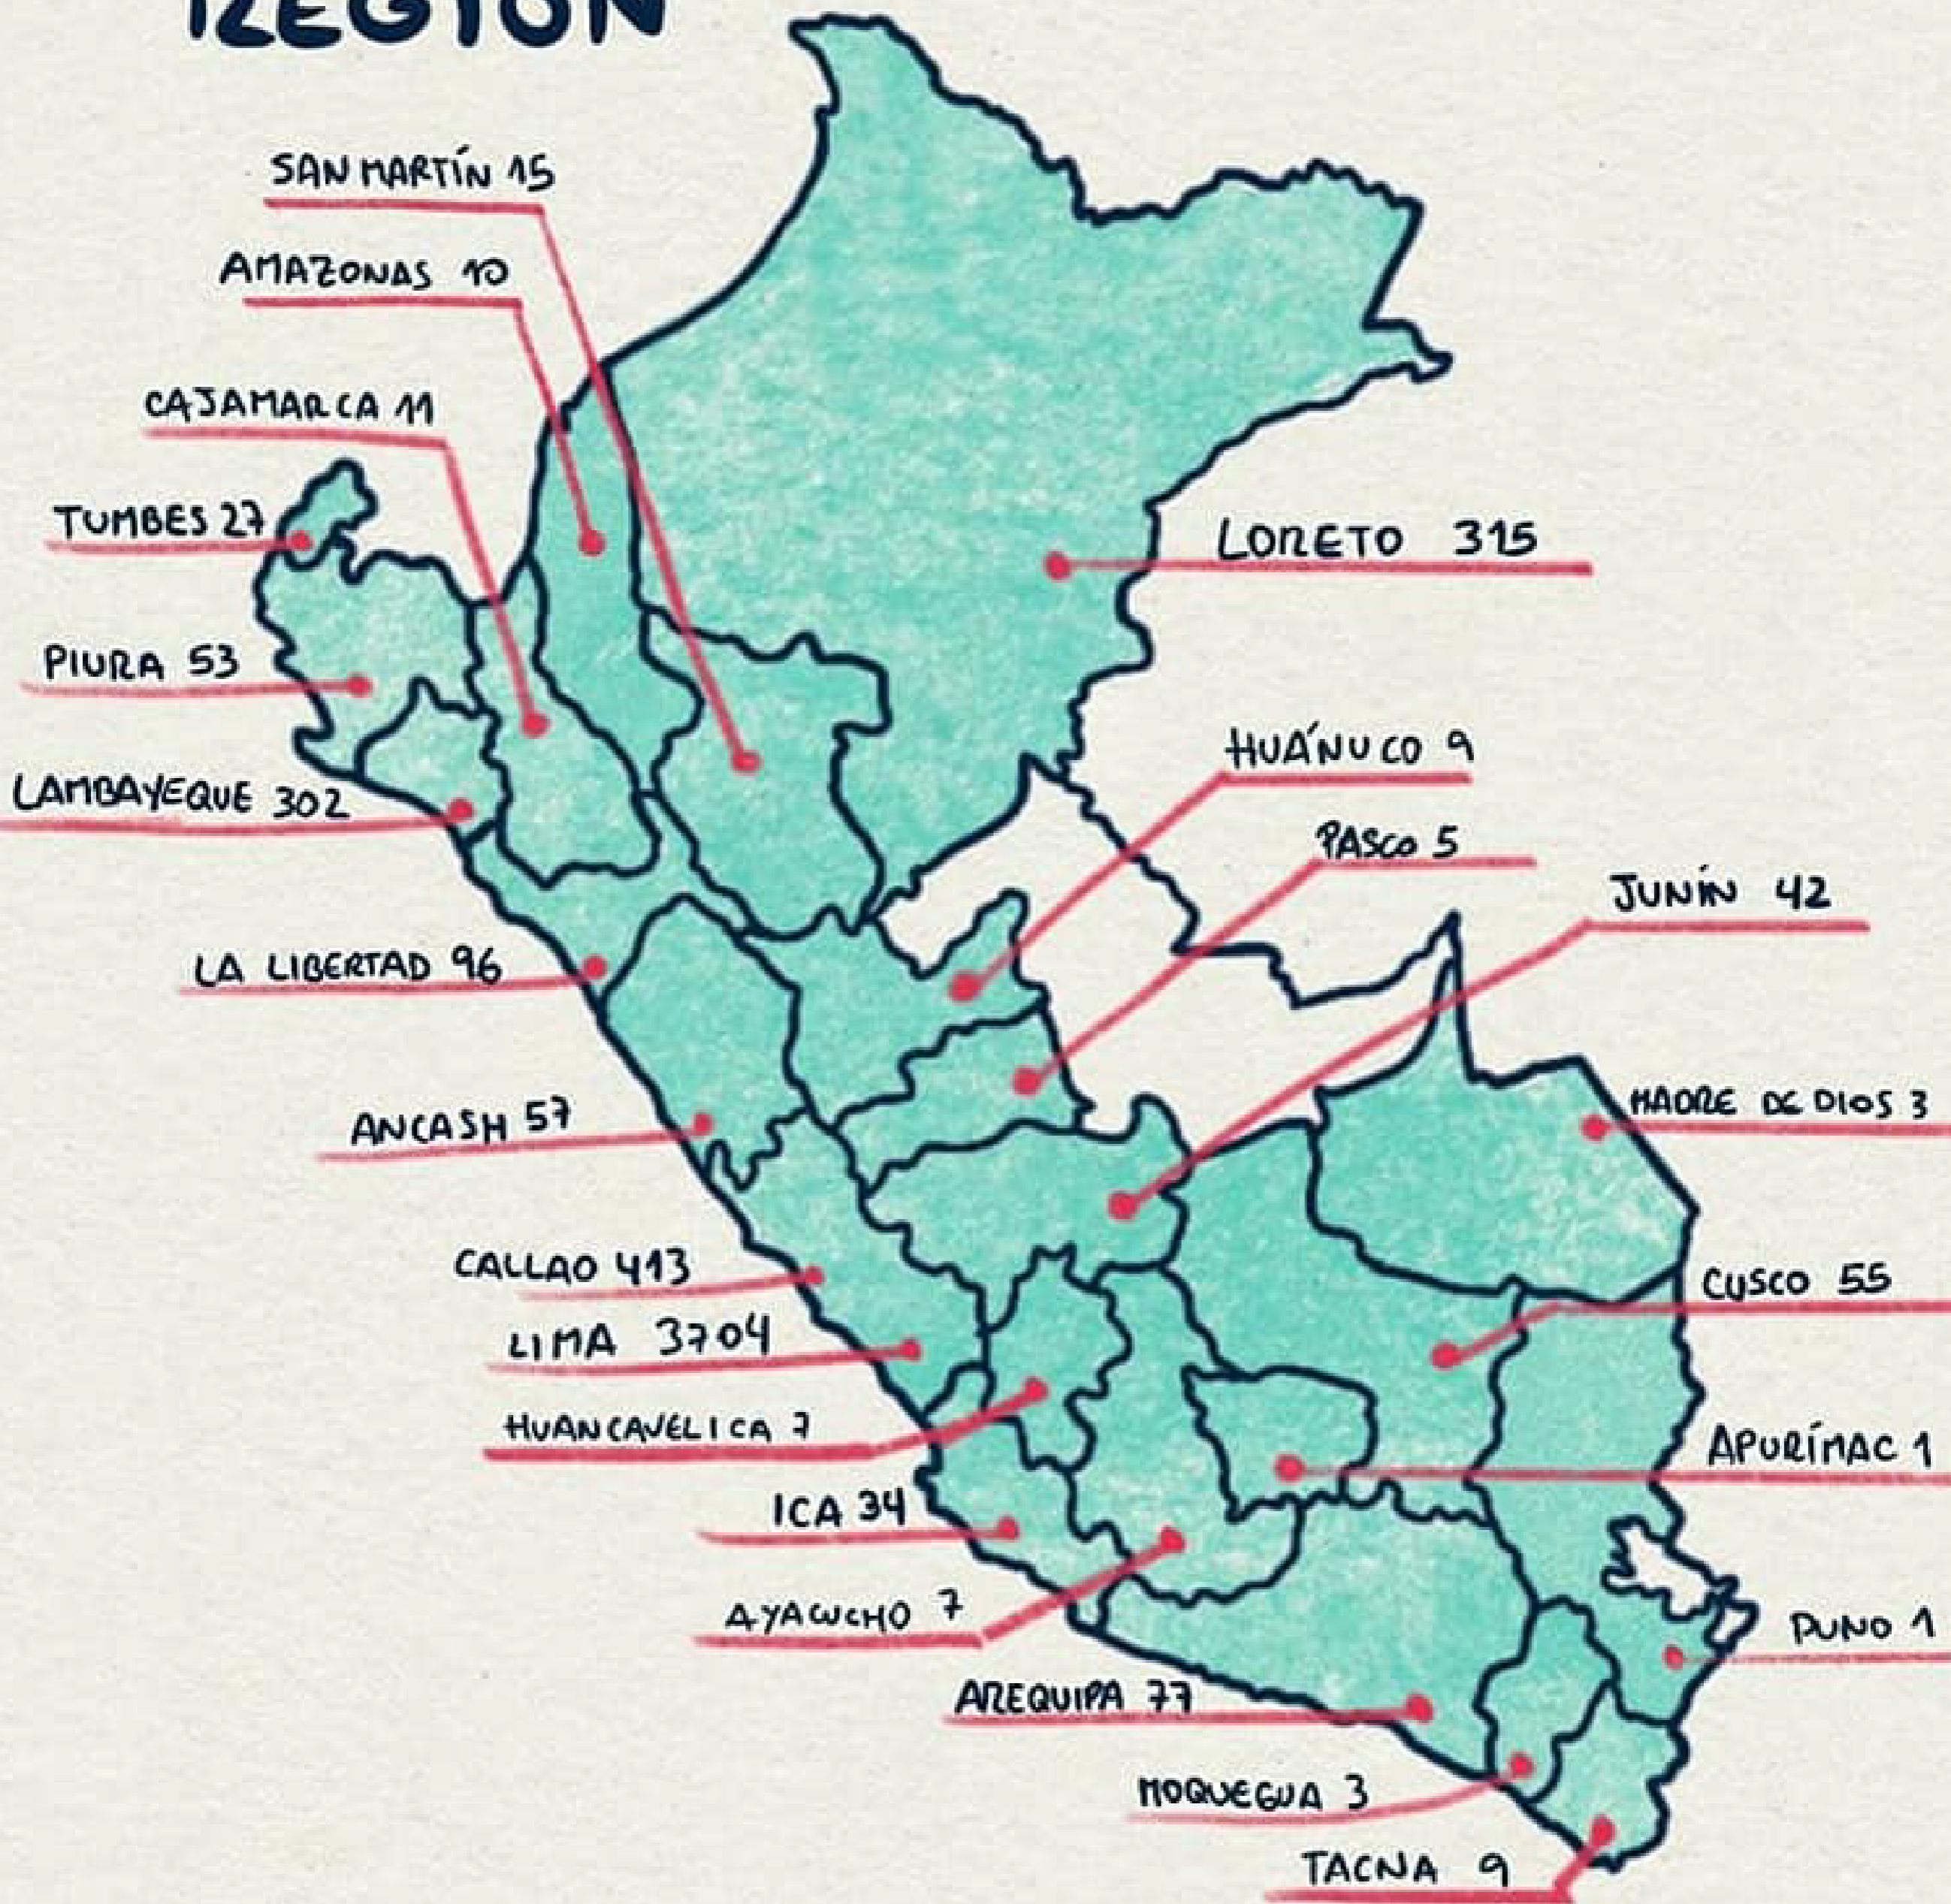 REGIÓN
SAN MARTÍN 15
AMAZONAS 10
CAJAMARCA 11
TUMBES 27
LORETO 315
PIURA 53
HUÁNUCO 9
LAMBAYEQUE 302
PASCO 5
JUNÍN 42
LA LIBERTAD 96
MADRE DE DIOS 3
ANCASH 57
CALLAO 413
CUSCO 55
LIMA 3704
HUANCAVELICA 7
APURÍMAC 1
ICA 34
AYACUCHO 7
PUNO 1
AREQUIPA 77
MOQUEGUA 3
TACNA 9